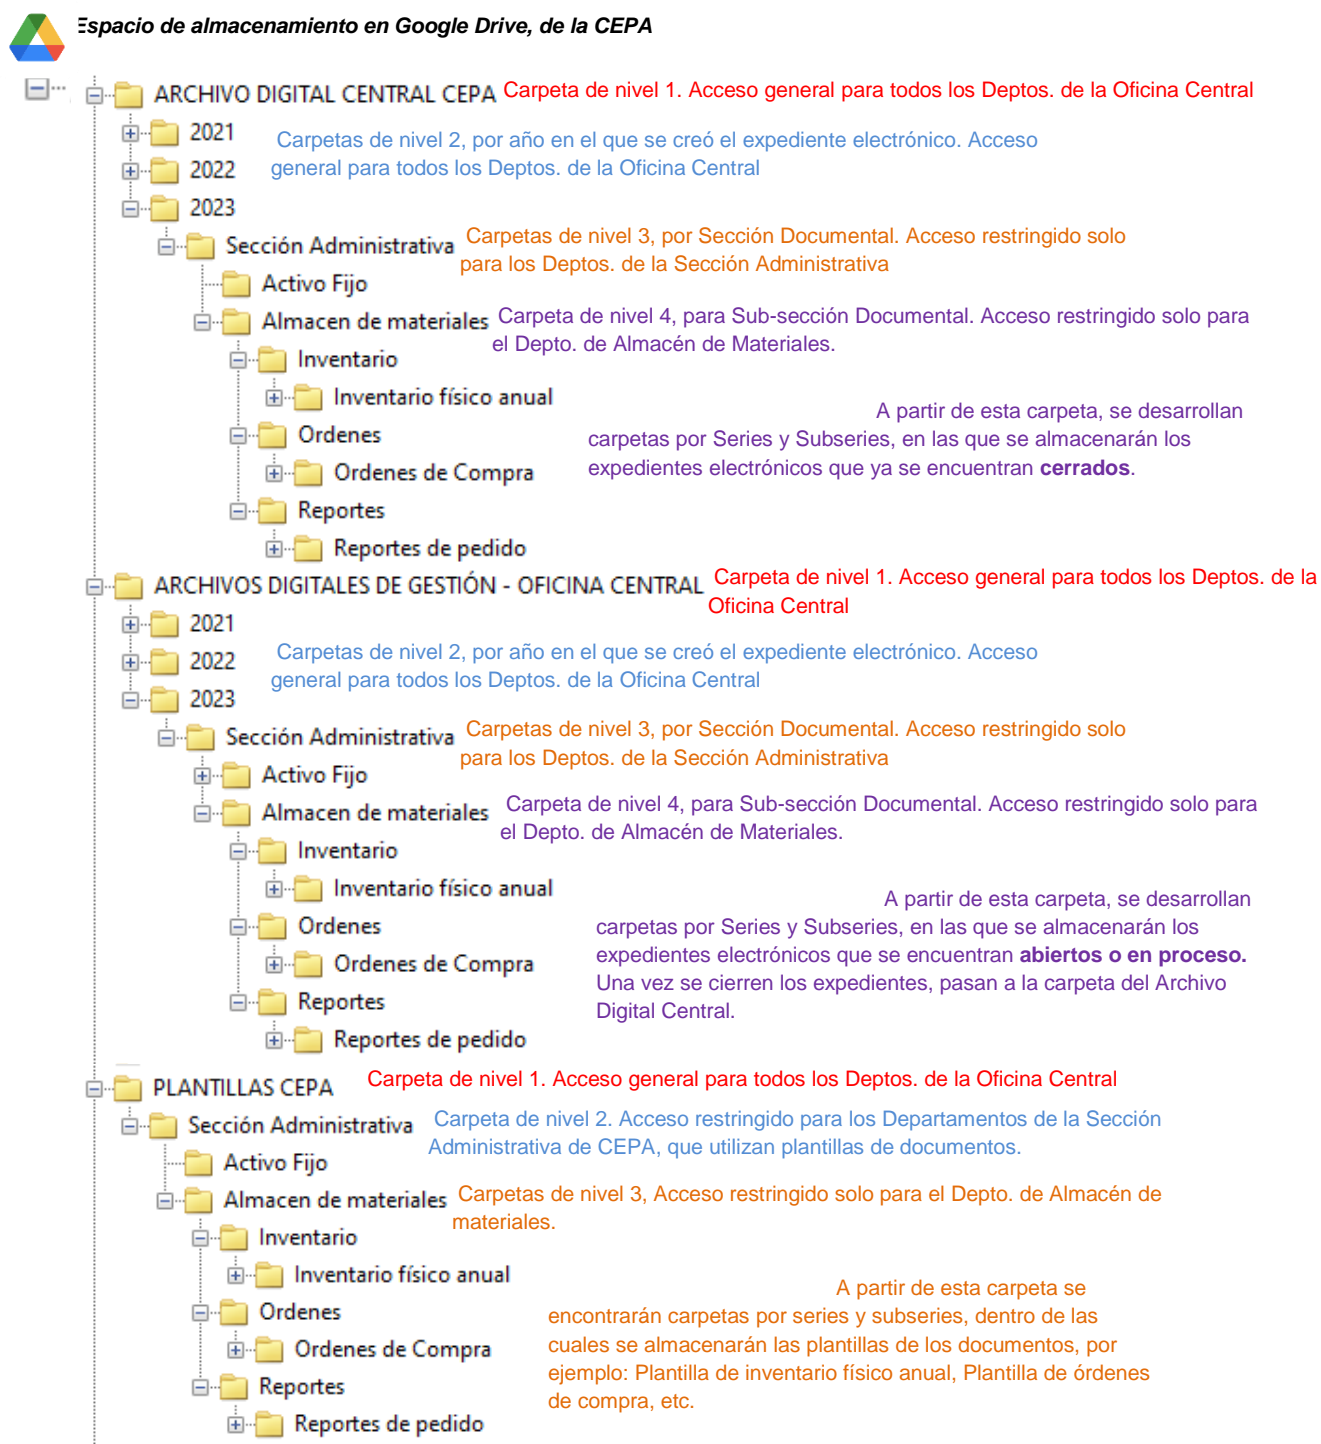 Espacio de almacenamiento en Google Drive, de la CEPA
ARCHIVO DIGITAL CENTRAL CEPA Carpeta de nivel 1. Acceso general para todos los Deptos. de la Oficina Central
2021
Carpetas de nivel 2, por año en el que se creó el expediente electrónico. Acceso
2022 general para todos los Deptos. de la Oficina Central
2023
Sección Administrativa Carpetas de nivel 3, por Sección Documental. Acceso restringido solo
para los Deptos. de la Sección Administrativa
Activo Fijo
Almacen de materiales Carpeta de nivel 4, para Sub-sección Documental. Acceso restringido solo para
el Depto. de Almacén de Materiales.
Inventario
Inventario físico anual
A partir de esta carpeta, se desarrollan
Ordenes carpetas por Series y Subseries, en las que se almacenarán los
Ordenes de Compra expedientes electrónicos que ya se encuentran cerrados.
Reportes
Reportes de pedido
ARCHIVOS DIGITALES DE GESTIÓN - OFICINA CENTRAL Carpeta de nivel 1. Acceso general para todos los Deptos. de la
Oficina Central
2021
Carpetas de nivel 2, por año en el que se creó el expediente electrónico. Acceso
2022 general para todos los Deptos. de la Oficina Central
2023
Sección Administrativa Carpetas de nivel 3, por Sección Documental. Acceso restringido solo
para los Deptos. de la Sección Administrativa
Activo Fijo
Almacen de materiales Carpeta de nivel 4, para Sub-sección Documental. Acceso restringido solo para
el Depto. de Almacén de Materiales.
Inventario
Inventario físico anual
A partir de esta carpeta, se desarrollan
Ordenes carpetas por Series y Subseries, en las que se almacenarán los
Ordenes de Compra expedientes electrónicos que se encuentran abiertos o en proceso.
Una vez se cierren los expedientes, pasan a la carpeta del Archivo
Reportes Digital Central.
Reportes de pedido
PLANTILLAS CEPA Carpeta de nivel 1. Acceso general para todos los Deptos. de la Oficina Central
Sección Administrativa Carpeta de nivel 2. Acceso restringido para los Departamentos de la Sección
Administrativa de CEPA, que utilizan plantillas de documentos.
Activo Fijo
Almacen de materiales Carpetas de nivel 3, Acceso restringido solo para el Depto. de Almacén de
materiales.
Inventario
Inventario físico anual
A partir de esta carpeta se
Ordenes encontrarán carpetas por series y subseries, dentro de las
Ordenes de Compra cuales se almacenarán las plantillas de los documentos, por
ejemplo: Plantilla de inventario físico anual, Plantilla de órdenes
Reportes de compra, etc.
Reportes de pedido